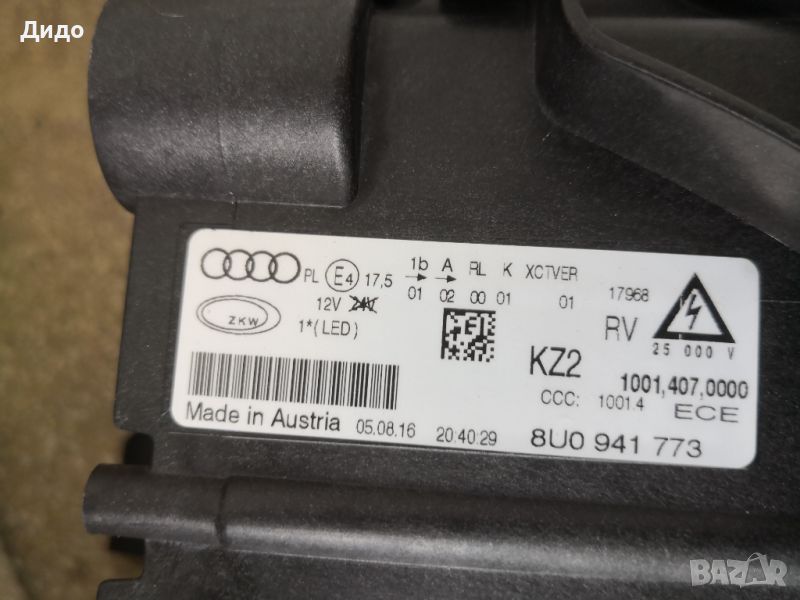 Дидо
PL E4 17,5 1b A RL K XCTVER 17968
01 02 00 01 01
12V 24V
ZKW
1*(LED)
RV
25 000 V
KZ2
1001,407,0000
CCC: 1001.4 ECE
Made in Austria 05.08.16 20:40:29 8U0 941 773
BAZAR